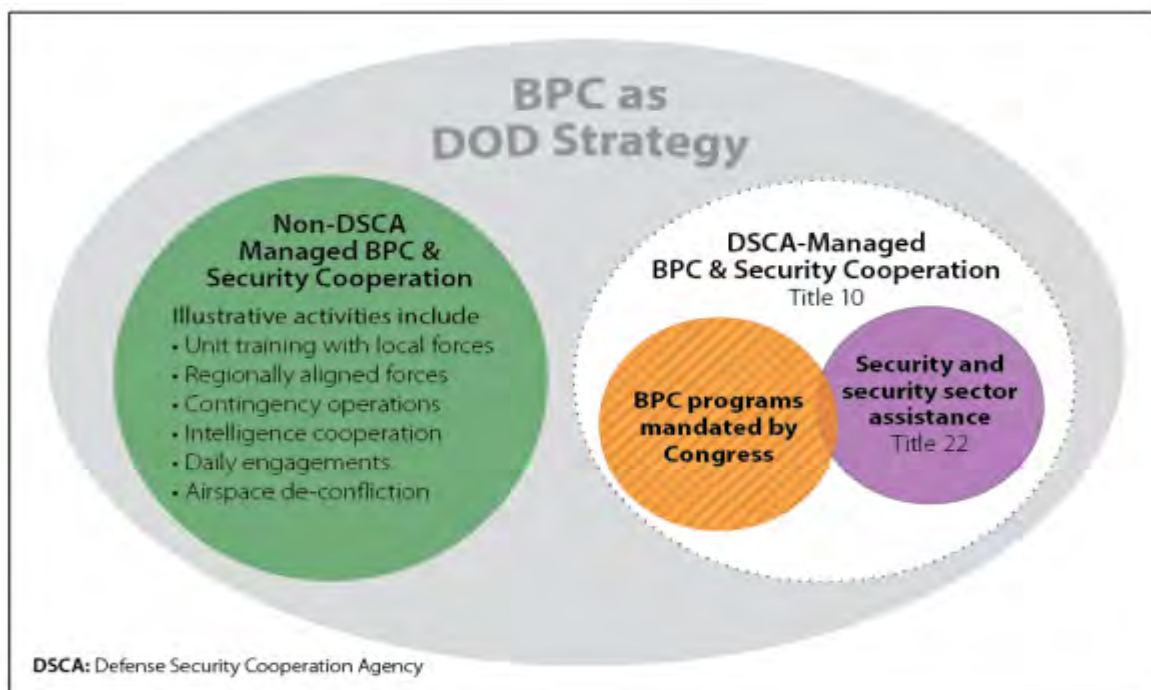 BPC as
DOD Strategy
Non-DSCA
Managed BPC &
Security Cooperation
Illustrative activities include
• Unit training with local forces
• Regionally aligned forces
• Contingency operations
• Intelligence cooperation
• Daily engagements
• Airspace de-confliction
DSCA-Managed
BPC & Security Cooperation
Title 10
BPC programs
mandated by
Congress
Security and
security sector
assistance
Title 22
DSCA: Defense Security Cooperation Agency